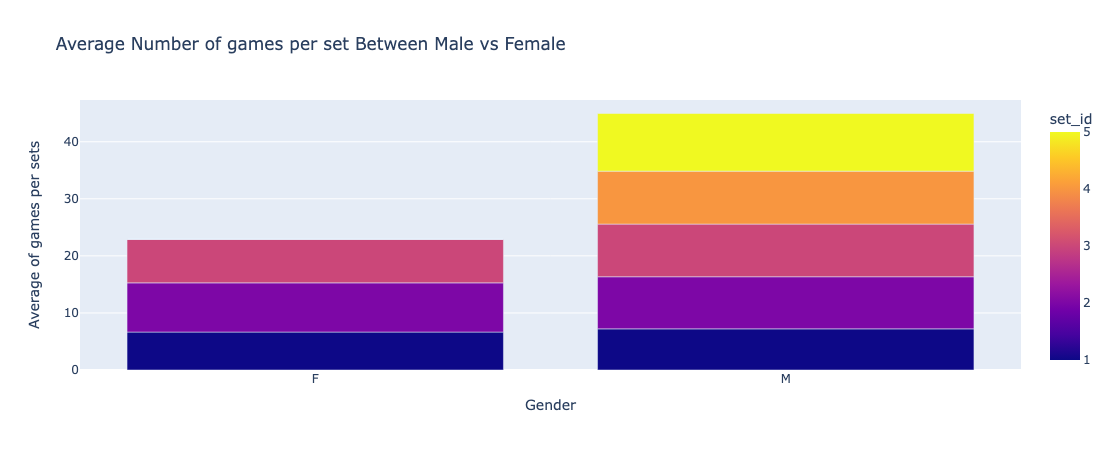 Average Number of games per set Between Male vs Female
Average of games per sets
40
30
20
10
0
F
M
Gender
set_id
5
4
3
2
1